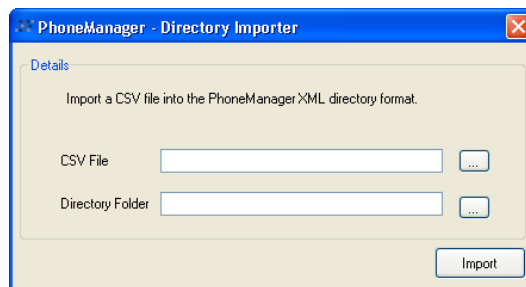 PhoneManager - Directory Importer
Details
Import a CSV file into the PhoneManager XML directory format.
CSV File ...
Directory Folder ...
Import